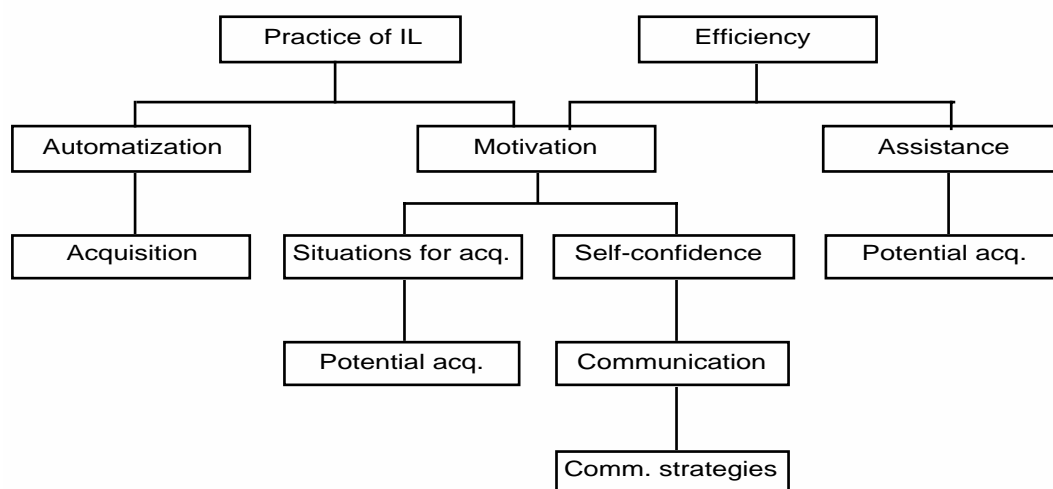 Practice of IL
Efficiency
Automatization
Motivation
Assistance
Acquisition
Situations for acq.
Self-confidence
Potential acq.
Potential acq.
Communication
Comm. strategies